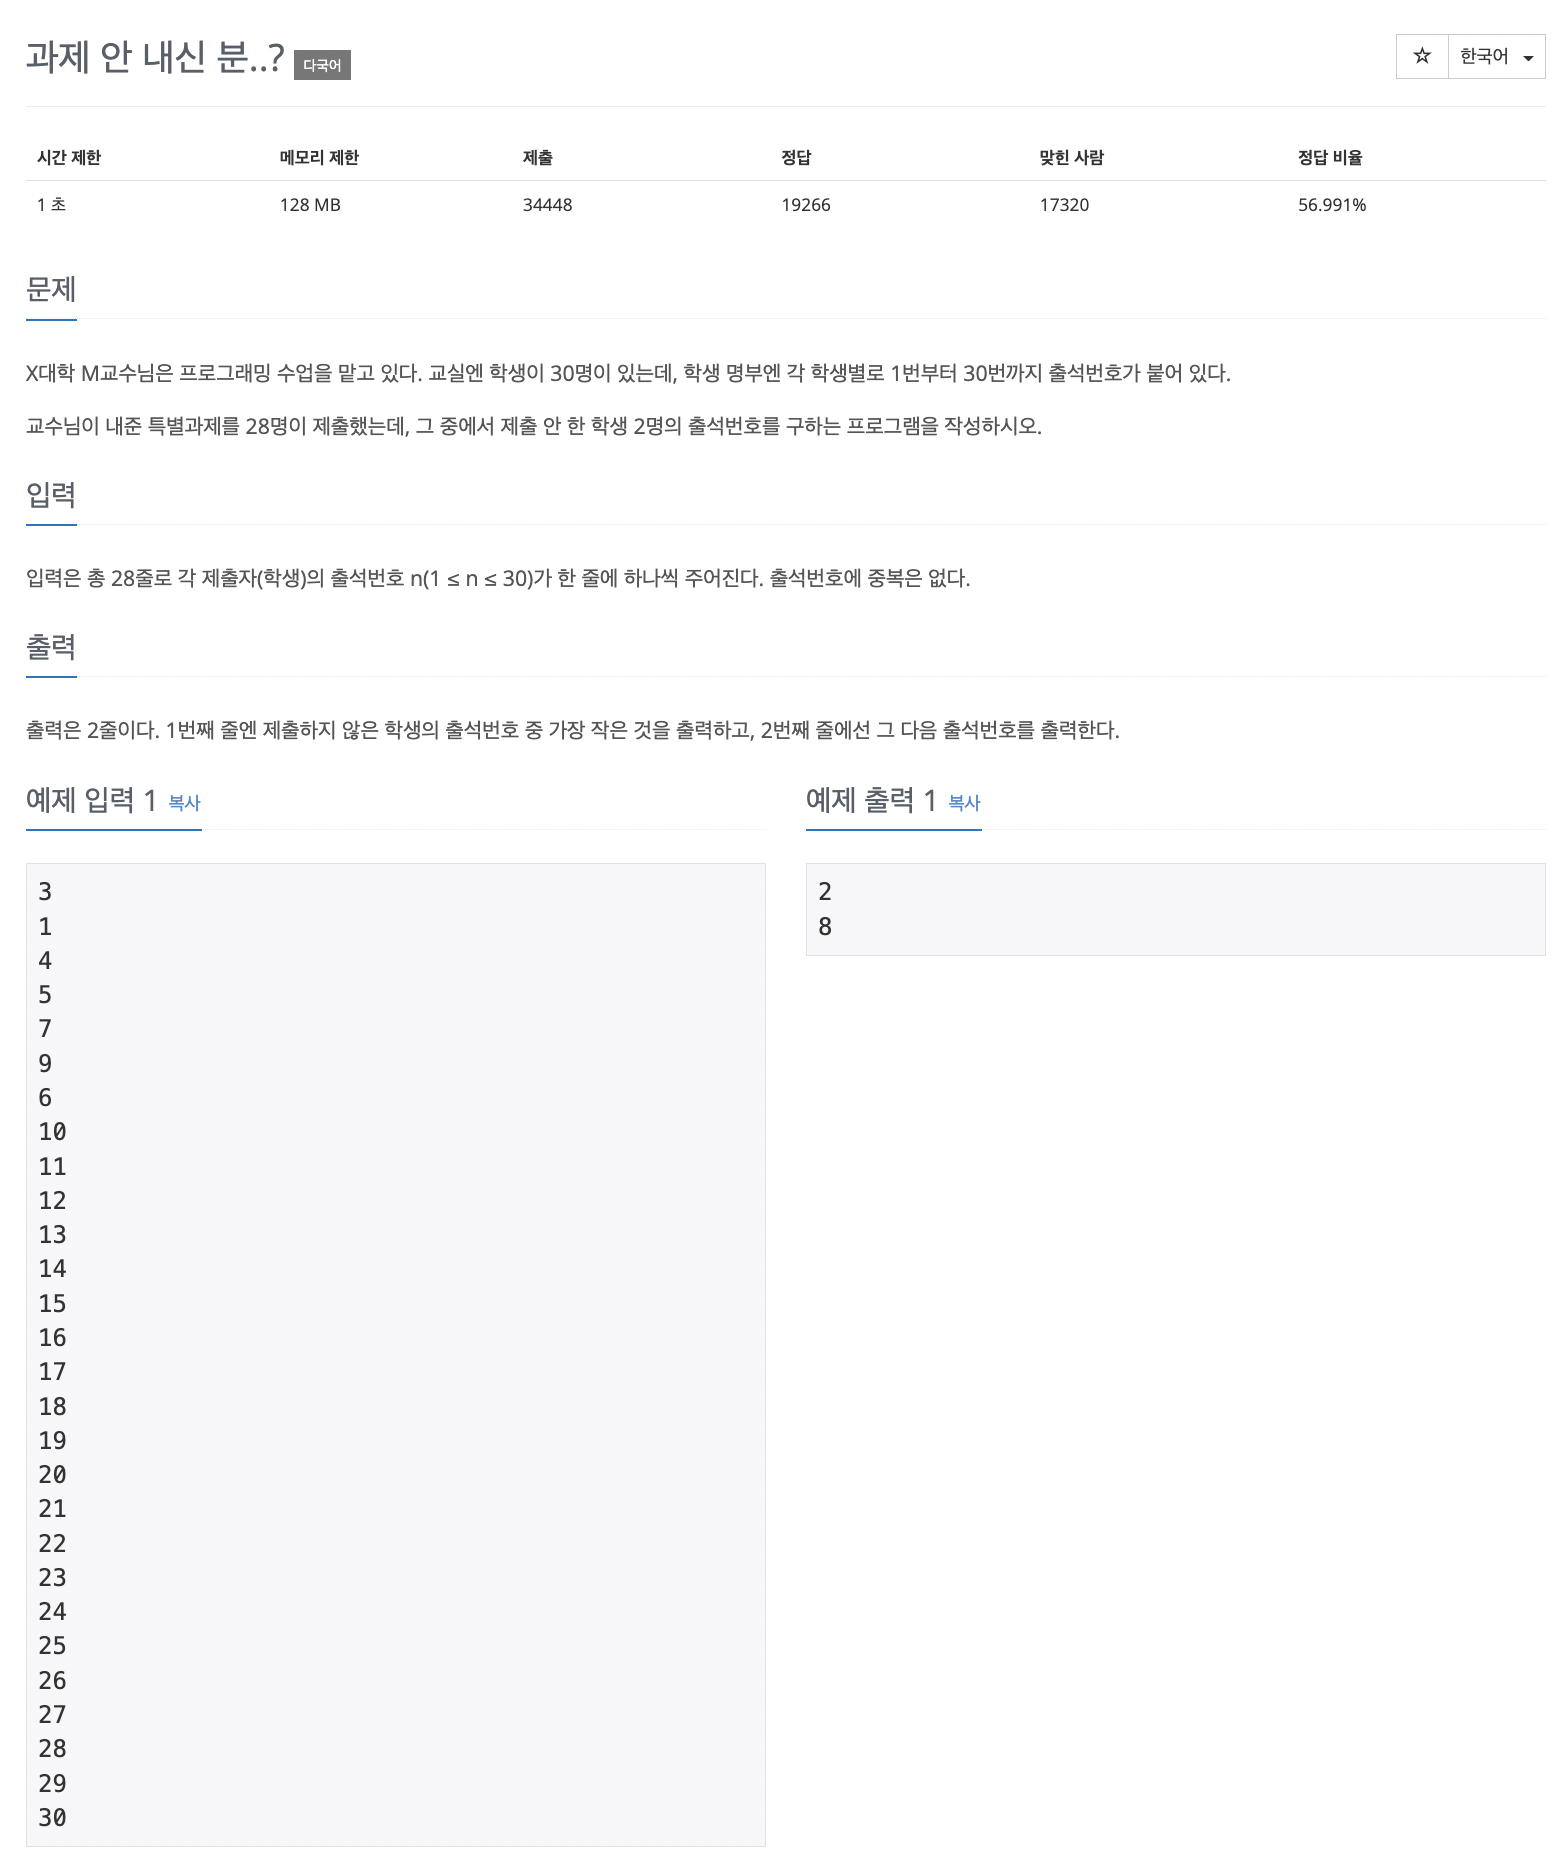 과제 안 내신 분..? 다국어
☆ 한국어
시간 제한 메모리 제한 제출 정답 맞힌 사람 정답 비율
1 초 128 MB 34448 19266 17320 56.991%
문제
X대학 M교수님은 프로그래밍 수업을 맡고 있다. 교실엔 학생이 30명이 있는데, 학생 명부엔 각 학생별로 1번부터 30번까지 출석번호가 붙어 있다.
교수님이 내준 특별과제를 28명이 제출했는데, 그 중에서 제출 안 한 학생 2명의 출석번호를 구하는 프로그램을 작성하시오.
입력
입력은 총 28줄로 각 제출자(학생)의 출석번호 n(1 ≤ n ≤ 30)가 한 줄에 하나씩 주어진다. 출석번호에 중복은 없다.
출력
출력은 2줄이다. 1번째 줄엔 제출하지 않은 학생의 출석번호 중 가장 작은 것을 출력하고, 2번째 줄에선 그 다음 출석번호를 출력한다.
예제 입력 1 복사
3
1
4
5
7
9
6
10
11
12
13
14
15
16
17
18
19
20
21
22
23
24
25
26
27
28
29
30
예제 출력 1 복사
2
8